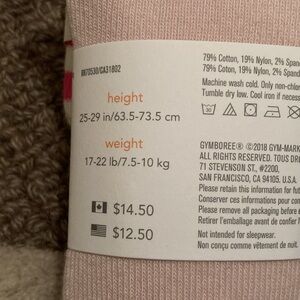 RN70530/CA31802
height
25-29 in/63.5-73.5 cm
weight
17-22 lb/7.5-10 kg
$14.50
$12.50
79% Cotton, 19% Nylon, 2% Spand
79% Coton, 19% Nylon, 2% Spand
Machine wash cold. Only non-chlor
Tumble dry low. Cool iron if necess
GYMBOREE® ©2018 GYM-MARK
ALL RIGHTS RESERVED. TOUS DR
71 STEVENSON ST., #2200,
SAN FRANCISCO, CA 94105, U.S.A.
Please retain this information for fut
Conserver ces informations pour con
Please remove all packaging before
Retirer l'emballage avant de confier l'
Not intended for sleepwear.
Non conçu comme vêtement de nuit.